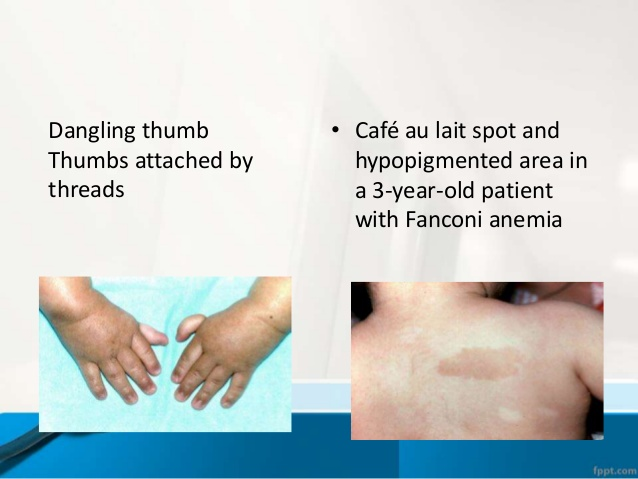 Dangling thumb
Thumbs attached by
threads
• Café au lait spot and
hypopigmented area in
a 3-year-old patient
with Fanconi anemia
fppt.com